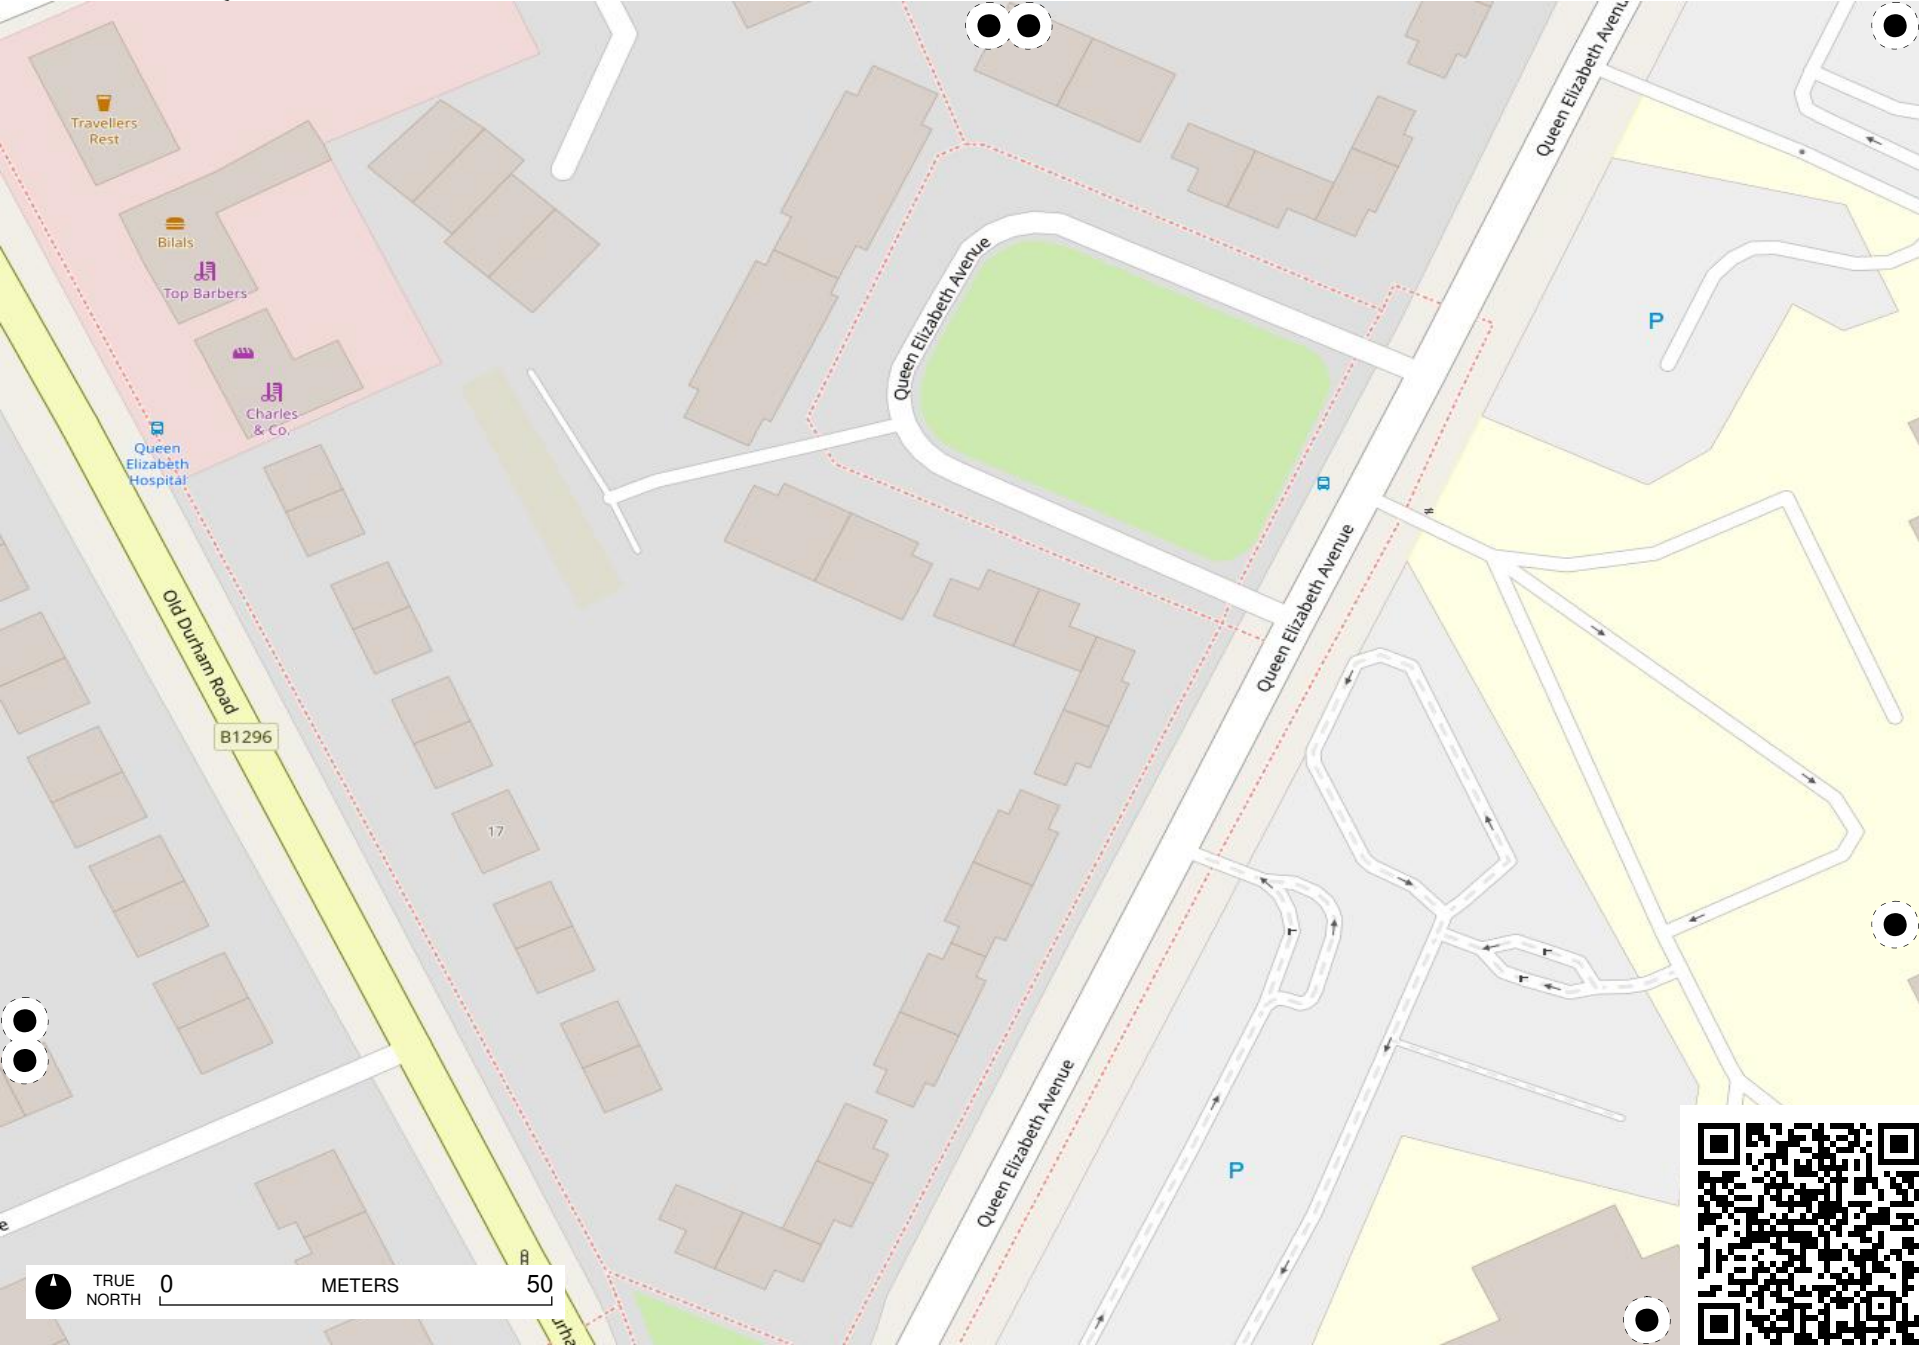 Queen Elizabeth Avenue
Travellers
Rest
Bilals
Top Barbers
Queen Elizabeth Avenue
P
Charles
& Co.
Queen
Elizabeth
Hospital
Queen Elizabeth Avenue
Old Durham Road
B1296
17
Queen Elizabeth Avenue
P
e
TRUE
NORTH
0
METERS
50
urha